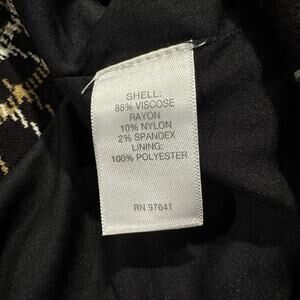 SHELL:
88% VISCOSE
RAYON
10% NYLON
2% SPANDEX
LINING:
100% POLYESTER
RN 97641